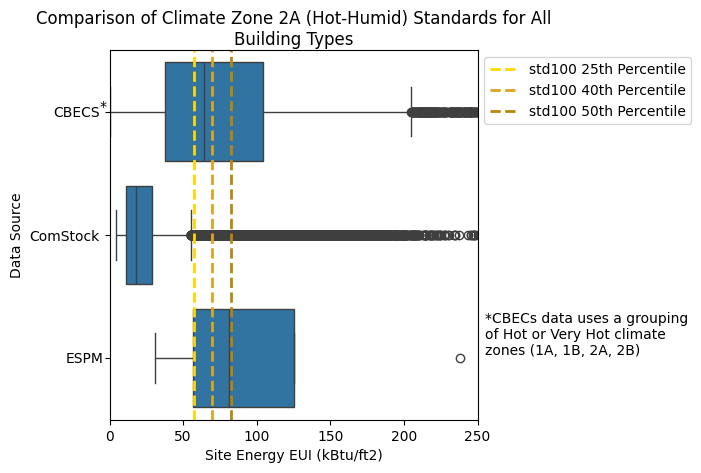 Comparison of Climate Zone 2A (Hot-Humid) Standards for All
Building Types
std100 25th Percentile
std100 40th Percentile
std100 50th Percentile
CBECS*
ComStock
ESPM
Data Source
*CBECs data uses a grouping
of Hot or Very Hot climate
zones (1A, 1B, 2A, 2B)
0 50 100 150 200 250
Site Energy EUI (kBtu/ft2)